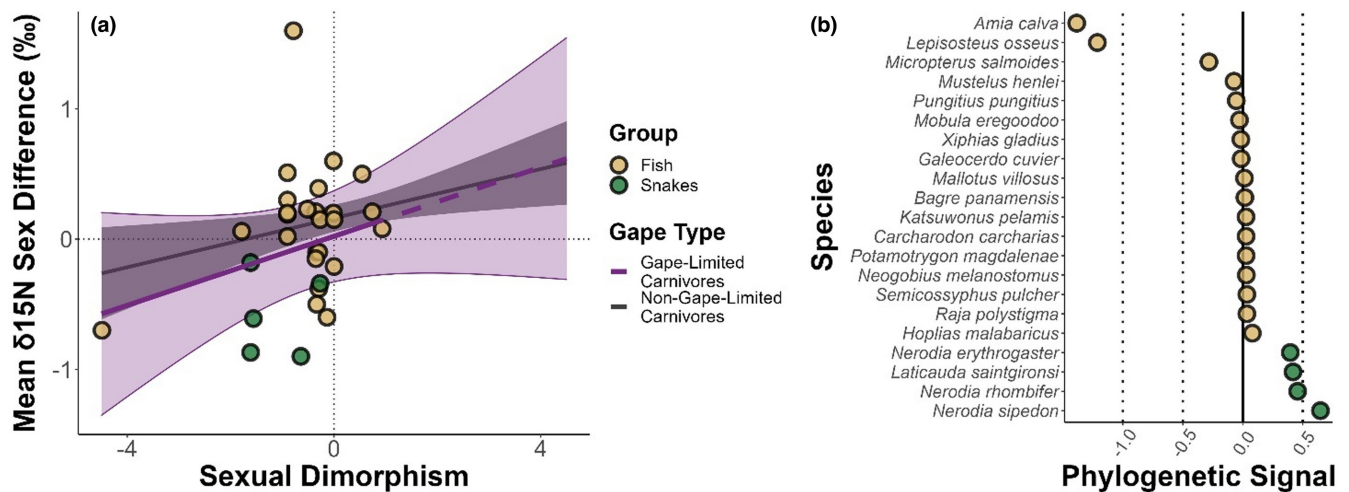 (a)
Mean δ15N Sex Difference (‰)
1
0
-1
-4
0
4
Sexual Dimorphism
Group
Fish
Snakes
Gape Type
Gape-Limited
Carnivores
Non-Gape-Limited
Carnivores
(b)
Species
Amia calva
Lepisosteus osseus
Micropterus salmoides
Mustelus henlei
Pungitius pungitius
Mobula eregoodoo
Xiphias gladius
Galeocerdo cuvier
Mallotus villosus
Bagre panamensis
Katsuwonus pelamis
Carcharodon carcharias
Potamotrygon magdalenae
Neogobius melanostomus
Semicossyphus pulcher
Raja polystigma
Hoplias malabaricus
Nerodia erythrogaster
Laticauda saintgironsi
Nerodia rhombifer
Nerodia sipedon
-1.0
-0.5
0.0
0.5
Phylogenetic Signal